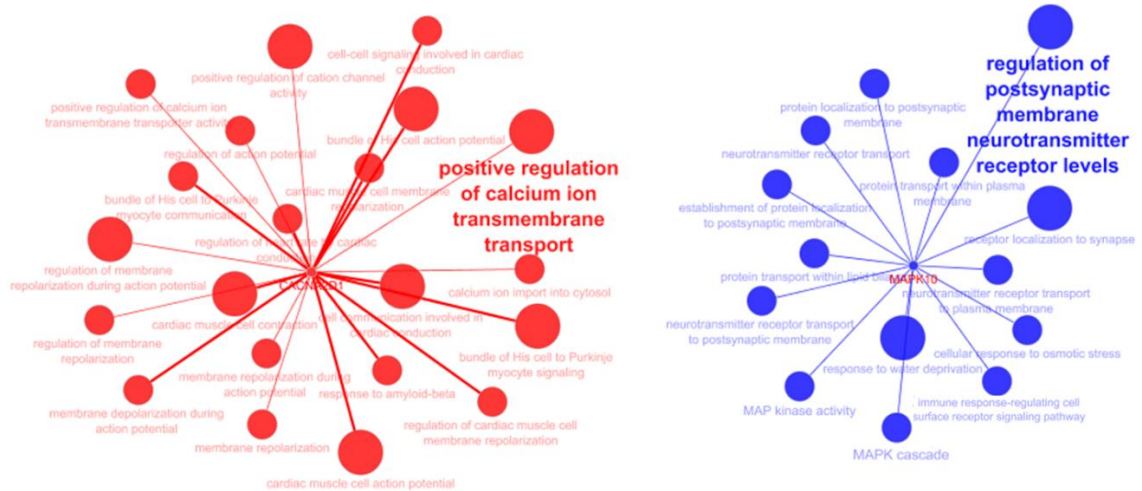 cell-cell signaling involved in cardiac
conduction
positive regulation of cation channel
activity
positive regulation of calcium ion
transmembrane transporter activity
regulation of action potential
bundle of His cell action potential
positive regulation
of calcium ion
transmembrane
transport
bundle of His cell to Purkinje
myocyte communication
cardiac muscle cell membrane
repolarization
regulation of heart rate by cardiac
conduction
regulation of membrane
repolarization during action potential
CACNA2D1
calcium ion import into cytosol
cardiac muscle cell contraction
cell communication involved in
cardiac conduction
regulation of membrane
repolarization
bundle of His cell to Purkinje
myocyte signaling
membrane repolarization during
action potential
response to amyloid-beta
membrane depolarization during
action potential
regulation of cardiac muscle cell
membrane repolarization
membrane repolarization
cardiac muscle cell action potential
regulation of
postsynaptic
membrane
neurotransmitter
receptor levels
protein localization to postsynaptic
membrane
neurotransmitter receptor transport
protein transport within plasma
membrane
establishment of protein localization
to postsynaptic membrane
receptor localization to synapse
protein transport within lipid
MAPK10
neurotransmitter receptor transport
to plasma membrane
neurotransmitter receptor transport
to postsynaptic membrane
cellular response to osmotic stress
response to water deprivation
MAP kinase activity
immune response-regulating cell
surface receptor signaling pathway
MAPK cascade